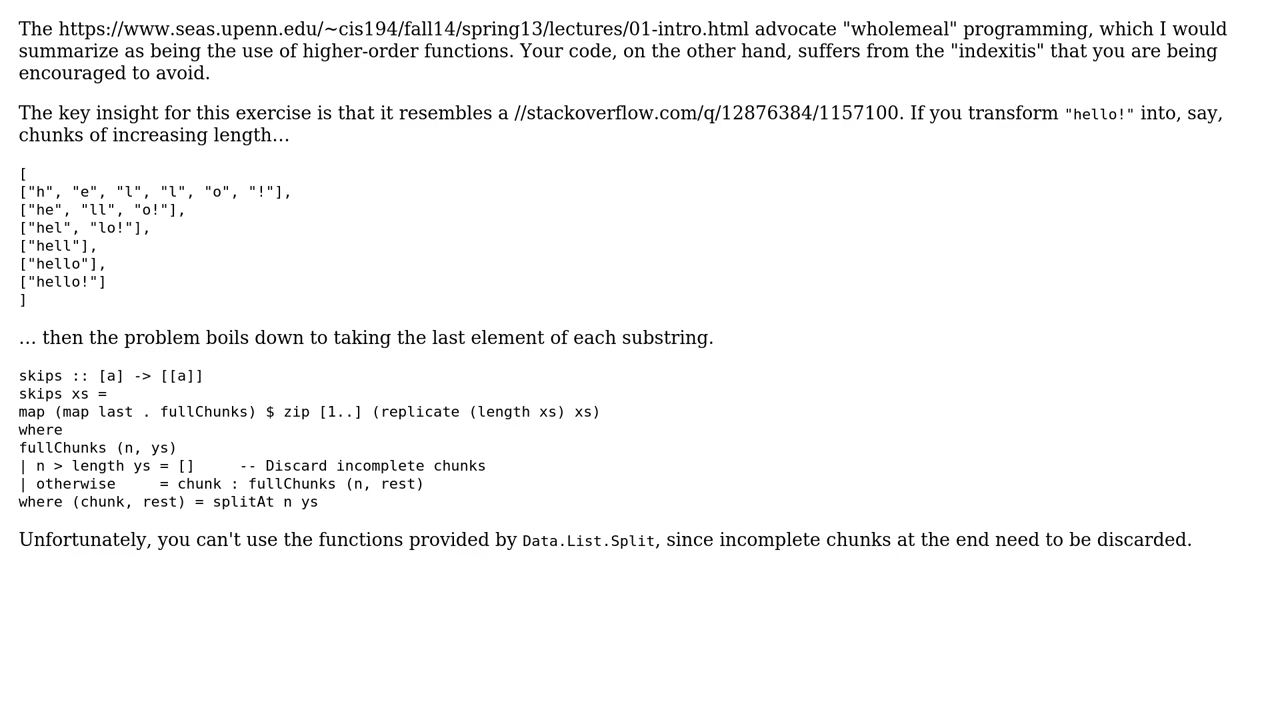 The https://www.seas.upenn.edu/~cis194/fall14/spring13/lectures/01-intro.html advocate "wholemeal" programming, which I would
summarize as being the use of higher-order functions. Your code, on the other hand, suffers from the "indexitis" that you are being
encouraged to avoid.
The key insight for this exercise is that it resembles a //stackoverflow.com/q/12876384/1157100. If you transform "hello!" into, say,
chunks of increasing length…
[
["h", "e", "l", "l", "o", "!"],
["he", "ll", "o!"],
["hel", "lo!"],
["hell"],
["hello"],
["hello!"]
]
… then the problem boils down to taking the last element of each substring.
skips :: [a] -> [[a]]
skips xs =
map (map last . fullChunks) $ zip [1..] (replicate (length xs) xs)
where
fullChunks (n, ys)
| n > length ys = []     -- Discard incomplete chunks
| otherwise     = chunk : fullChunks (n, rest)
where (chunk, rest) = splitAt n ys
Unfortunately, you can't use the functions provided by Data.List.Split, since incomplete chunks at the end need to be discarded.